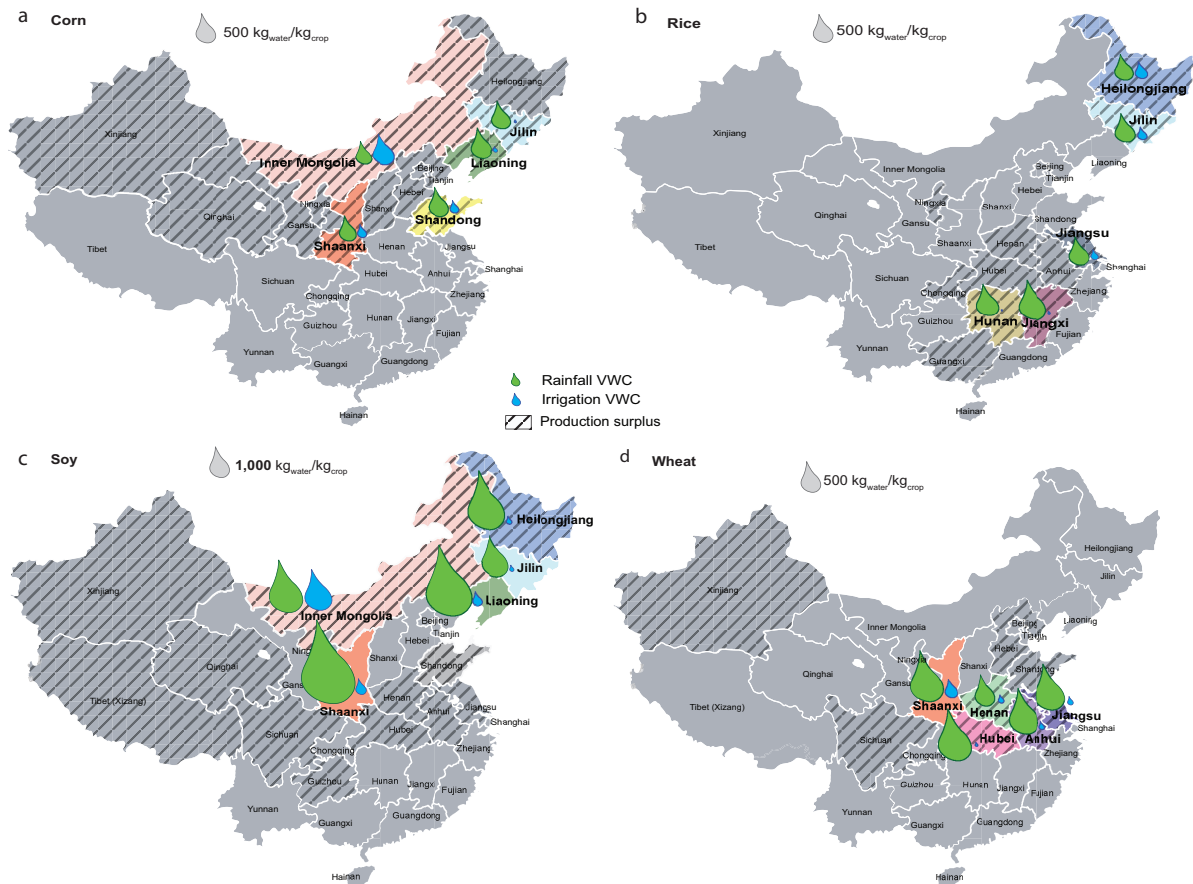 a Corn
500 kgwater/kgcrop
Heilongjiang
Xinjiang
Jilin
Inner Mongolia
Liaoning
Beijing
Tianjin
Hebei
Ningxia
Shanxi
Qinghai
Gansu
Shandong
Shaanxi
Tibet
Henan
Jiangsu
Sichuan
Hubei
Anhui
Shanghai
Chongqing
Zhejiang
Guizhou
Hunan
Jiangxi
Fujian
Yunnan
Guangxi
Guangdong
Hainan
b Rice
500 kgwater/kgcrop
Heilongjiang
Jilin
Xinjiang
Liaoning
Beijing
Inner Mongolia
Tianjin
Hebei
Ningxia
Shanxi
Qinghai
Gansu
Shandong
Jiangsu
Shaanxi
Henan
Tibet
Shanghai
Hubei
Anhui
Sichuan
Chongqing
Zhejiang
Hunan
Jiangxi
Guizhou
Fujian
Yunnan
Guangxi
Guangdong
Hainan
Rainfall VWC
Irrigation VWC
Production surplus
c Soy
1,000 kgwater/kgcrop
Heilongjiang
Jilin
Xinjiang
Liaoning
Inner Mongolia
Beijing
Tianjin
Hebei
Ning
Shanxi
Qinghai
Shandong
Gans
Tibet (Xizang)
Henan
Shaanxi
Anhui
Jiangsu
Shanghai
Sichuan
Hubei
Chongqing
Zhejiang
Guizhou
Hunan
Jiangx
Fujian
Yunnan
Guangxi
Guangdong
Hainan
d Wheat
500 kgwater/kgcrop
Heilongjiang
Jilin
Xinjiang
Liaoning
Beijing
Inner Mongolia
Tianjin
Hebei
Ningxia
Shanxi
Shandong
Qinghai
Gansu
Shaanxi
Henan
Jiangsu
Tibet (Xizang)
Shanghai
Sichuan
Hubei
Anhui
Chongqing
Zhejiang
Guizhou
Hunan
Jiangxi
Fujian
Yunnan
Guangxi
Guangdong
Hainan